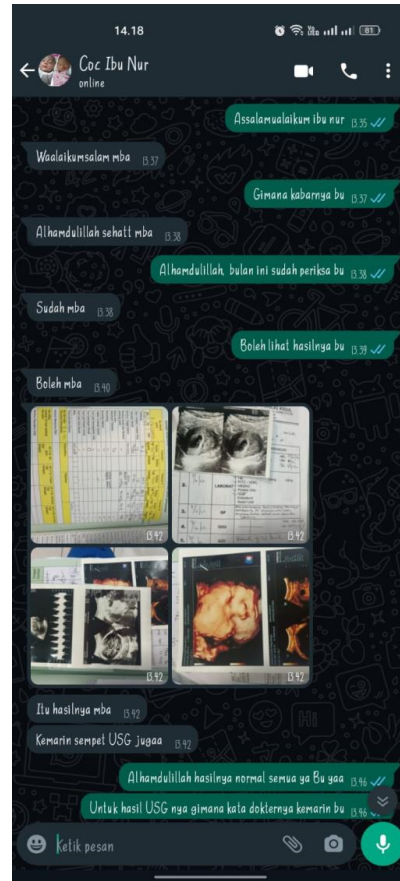 14.18
81
Coc Ibu Nur
online
Assalamualaikum ibu nur 13.35
Waalaikumsalam mba 13.37
Gimana kabarnya bu 13.37
Alhamdulillah sehatt mba 13.38
Alhamdulillah, bulan ini sudah periksa bu 13.38
Sudah mba 13.38
Boleh lihat hasilnya bu 13.39
Boleh mba 13.40
LABORAT
13.42
13.42
13.42
13.42
Itu hasilnya mba 13.42
Kemarin sempet USG jugaa 13.42
Alhamdulillah hasilnya normal semua ya Bu yaa 13.46
Untuk hasil USG nya gimana kata dokternya kemarin bu 13.46
Ketik pesan